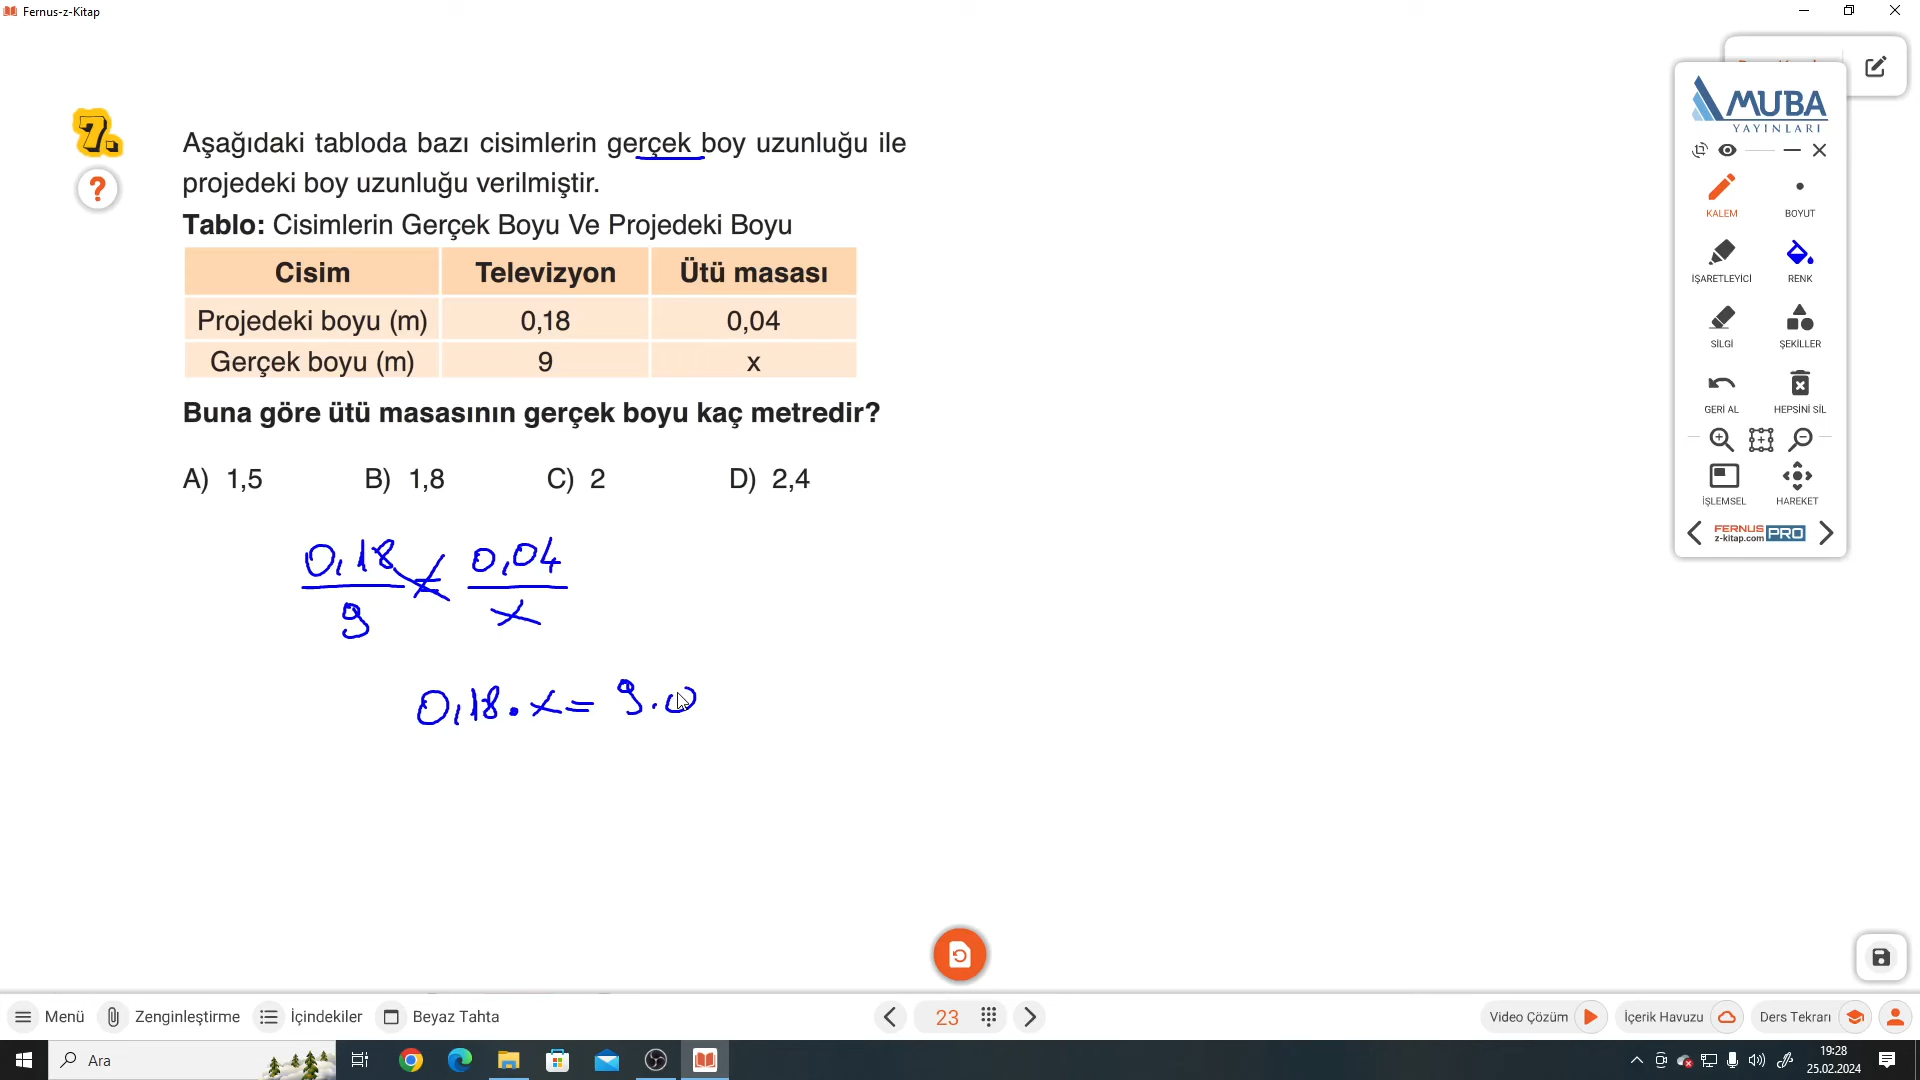 Fernus-z-Kitap
7.
?
Aşağıdaki tabloda bazı cisimlerin gerçek boy uzunluğu ile
projedeki boy uzunluğu verilmiştir.
Tablo: Cisimlerin Gerçek Boyu Ve Projedeki Boyu
Cisim Televizyon Ütü masası
Projedeki boyu (m) 0,18 0,04
Gerçek boyu (m) 9 x
Buna göre ütü masasının gerçek boyu kaç metredir?
A) 1,5 B) 1,8 C) 2 D) 2,4
0,18 = 0,04
9 x
0,18 . x = 9.0
MUBA
YAYINLARI
KALEM BOYUT
İŞARETLEYİCİ RENK
SİLGİ ŞEKİLLER
GERİ AL HEPSİNİ SİL
İŞLEMSEL HAREKET
FERNUS
z-kitap.com PRO
Menü Zenginleştirme İçindekiler Beyaz Tahta 23 Video Çözüm İçerik Havuzu Ders Tekrarı
Ara 19:28
25.02.2024